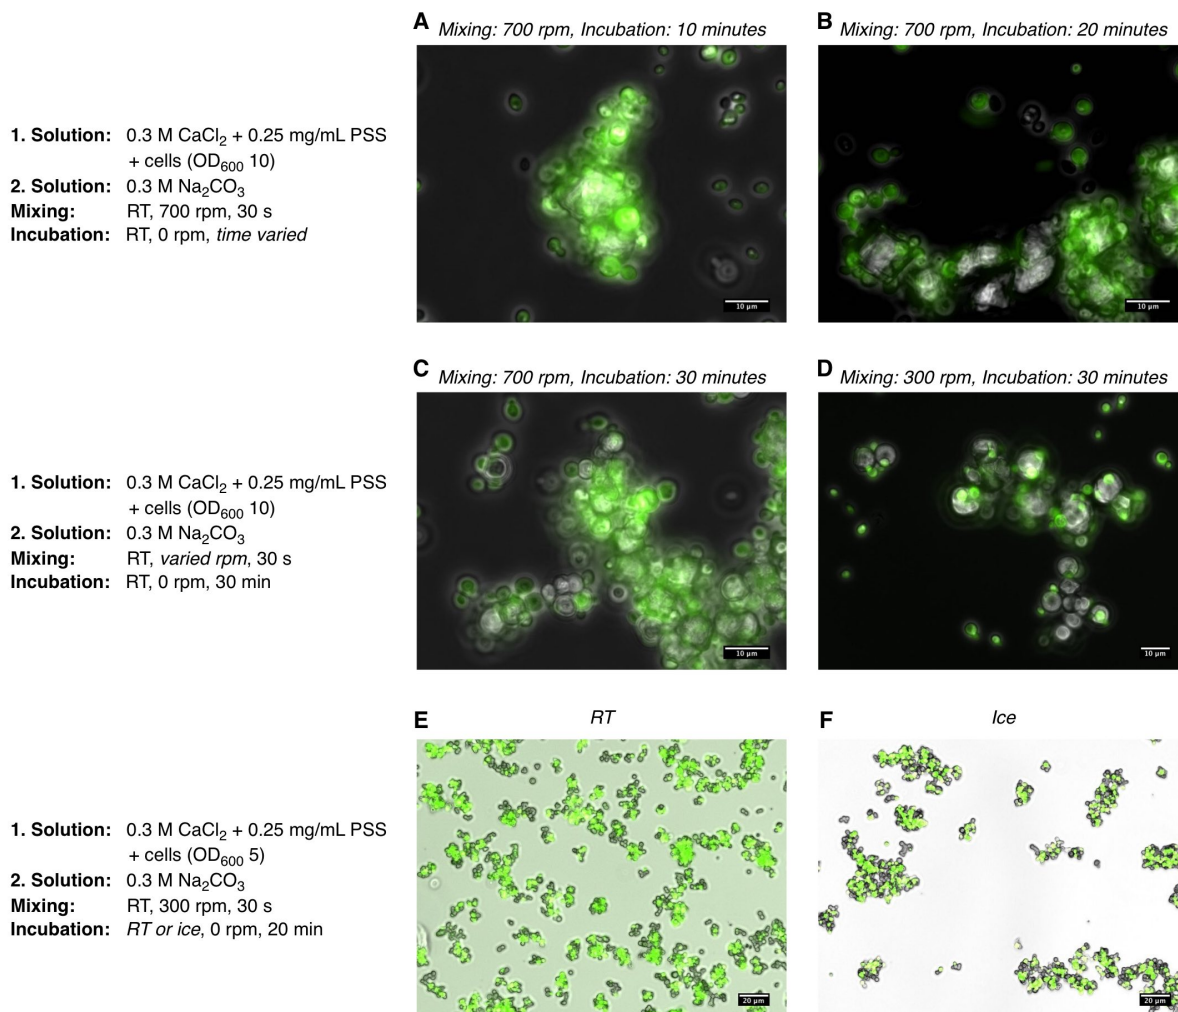 A Mixing: 700 rpm, Incubation: 10 minutes
B Mixing: 700 rpm, Incubation: 20 minutes
1. Solution: 0.3 M CaCl₂ + 0.25 mg/mL PSS
+ cells (OD₆₀₀ 10)
2. Solution: 0.3 M Na₂CO₃
Mixing: RT, 700 rpm, 30 s
Incubation: RT, 0 rpm, time varied
10 µm
10 µm
C Mixing: 700 rpm, Incubation: 30 minutes
D Mixing: 300 rpm, Incubation: 30 minutes
1. Solution: 0.3 M CaCl₂ + 0.25 mg/mL PSS
+ cells (OD₆₀₀ 10)
2. Solution: 0.3 M Na₂CO₃
Mixing: RT, varied rpm, 30 s
Incubation: RT, 0 rpm, 30 min
10 µm
10 µm
E RT
F Ice
1. Solution: 0.3 M CaCl₂ + 0.25 mg/mL PSS
+ cells (OD₆₀₀ 5)
2. Solution: 0.3 M Na₂CO₃
Mixing: RT, 300 rpm, 30 s
Incubation: RT or ice, 0 rpm, 20 min
20 µm
20 µm